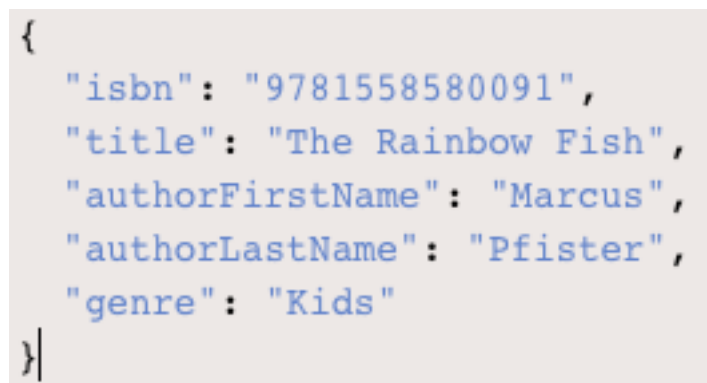 {
  "isbn": "9781558580091",
  "title": "The Rainbow Fish",
  "authorFirstName": "Marcus",
  "authorLastName": "Pfister",
  "genre": "Kids"
}